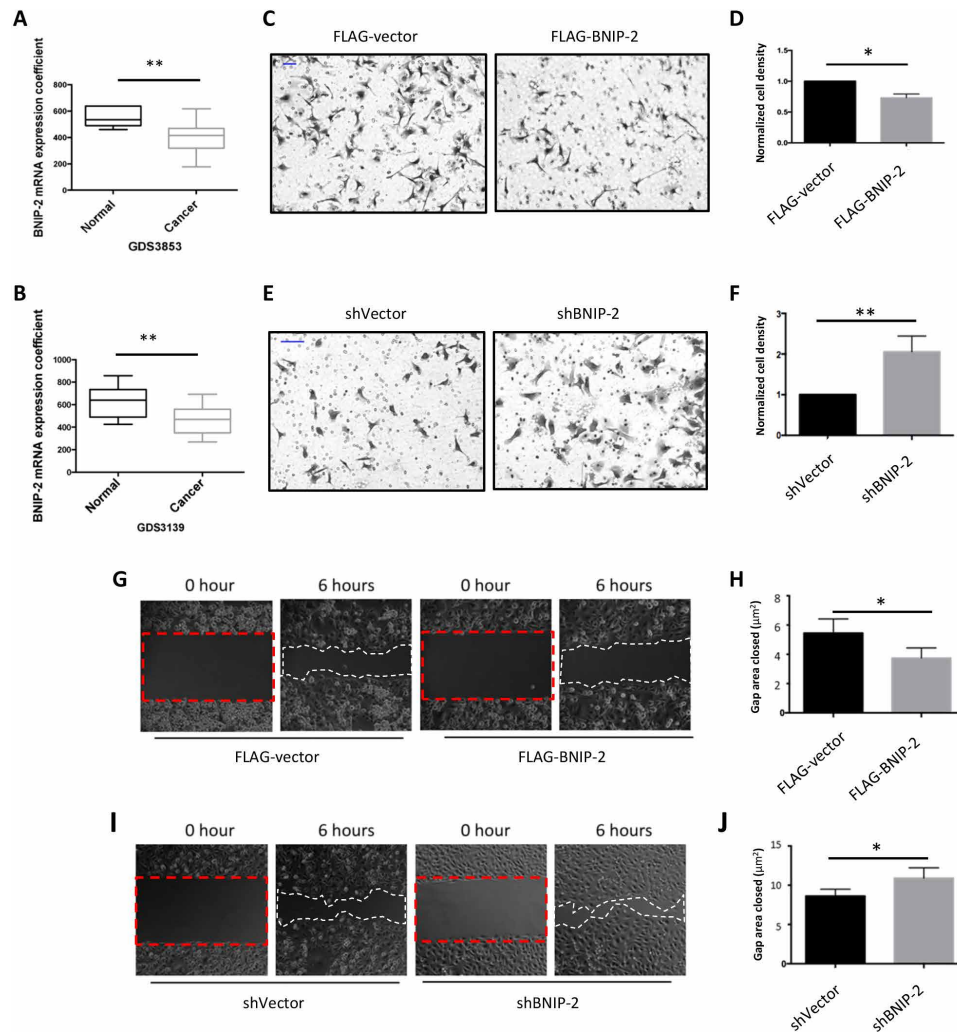 A
BNIP-2 mRNA expression coefficient
800
600
400
200
0
**
Normal
Cancer
GDS3853
C
FLAG-vector
FLAG-BNIP-2
D
Normalized cell density
1.5
1.0
0.5
0.0
*
FLAG-vector
FLAG-BNIP-2
B
BNIP-2 mRNA expression coefficient
1000
800
600
400
200
0
**
Normal
Cancer
GDS3139
E
shVector
shBNIP-2
F
Normalized cell density
3
2
1
0
**
shVector
shBNIP-2
G
0 hour
6 hours
0 hour
6 hours
FLAG-vector
FLAG-BNIP-2
H
Gap area closed (μm²)
8
6
4
2
0
*
FLAG-vector
FLAG-BNIP-2
I
0 hour
6 hours
0 hour
6 hours
shVector
shBNIP-2
J
Gap area closed (μm²)
15
10
5
0
*
shVector
shBNIP-2